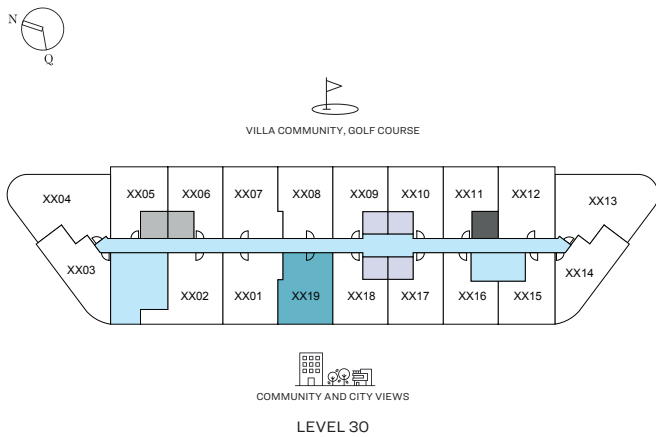 N
Q
VILLA COMMUNITY, GOLF COURSE
XX04 XX05 XX06 XX07 XX08 XX09 XX10 XX11 XX12 XX13
XX03 XX02 XX01 XX19 XX18 XX17 XX16 XX15 XX14
COMMUNITY AND CITY VIEWS
LEVEL 30